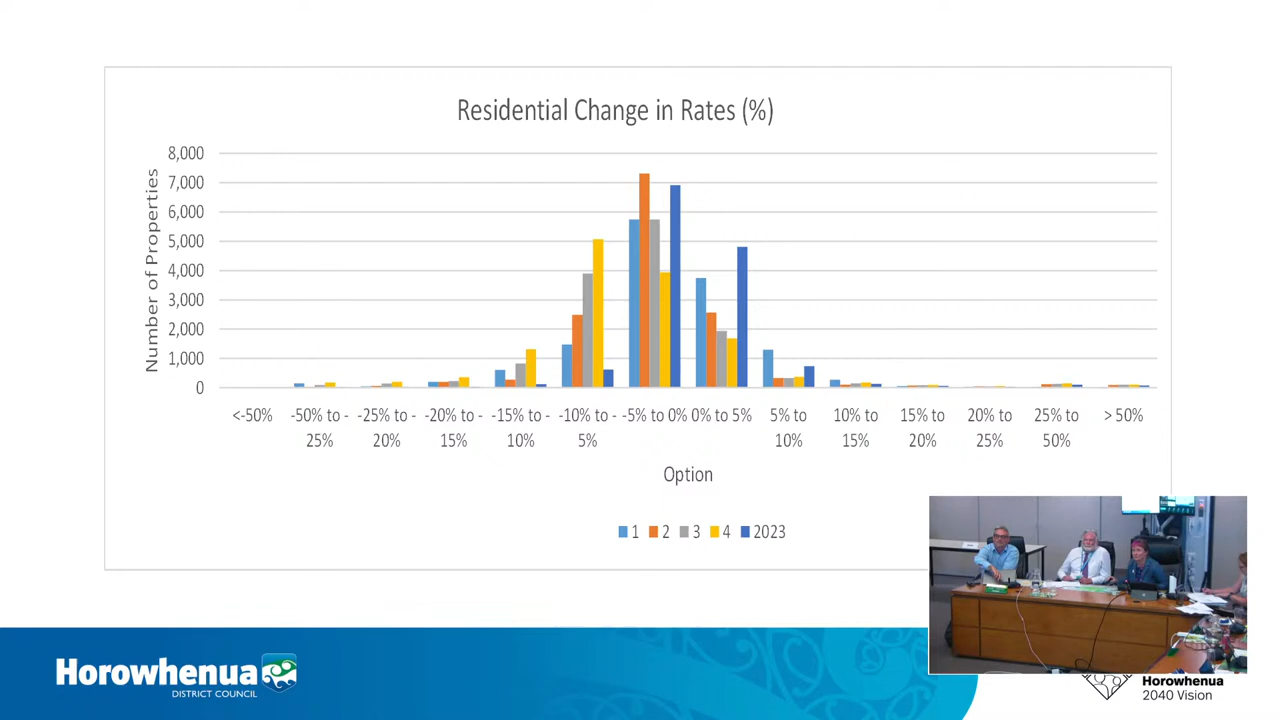 Residential Change in Rates (%)
Number of Properties
8,000
7,000
6,000
5,000
4,000
3,000
2,000
1,000
0
<-50% -50% to - -25% to - -20% to - -15% to - -10% to - -5% to 0% 0% to 5% 5% to 10% to 15% to 20% to 25% to > 50%
25% 20% 15% 10% 5% 10% 15% 20% 25% 50%
Option
1 2 3 4 2023
Horowhenua
DISTRICT COUNCIL
Horowhenua
2040 Vision